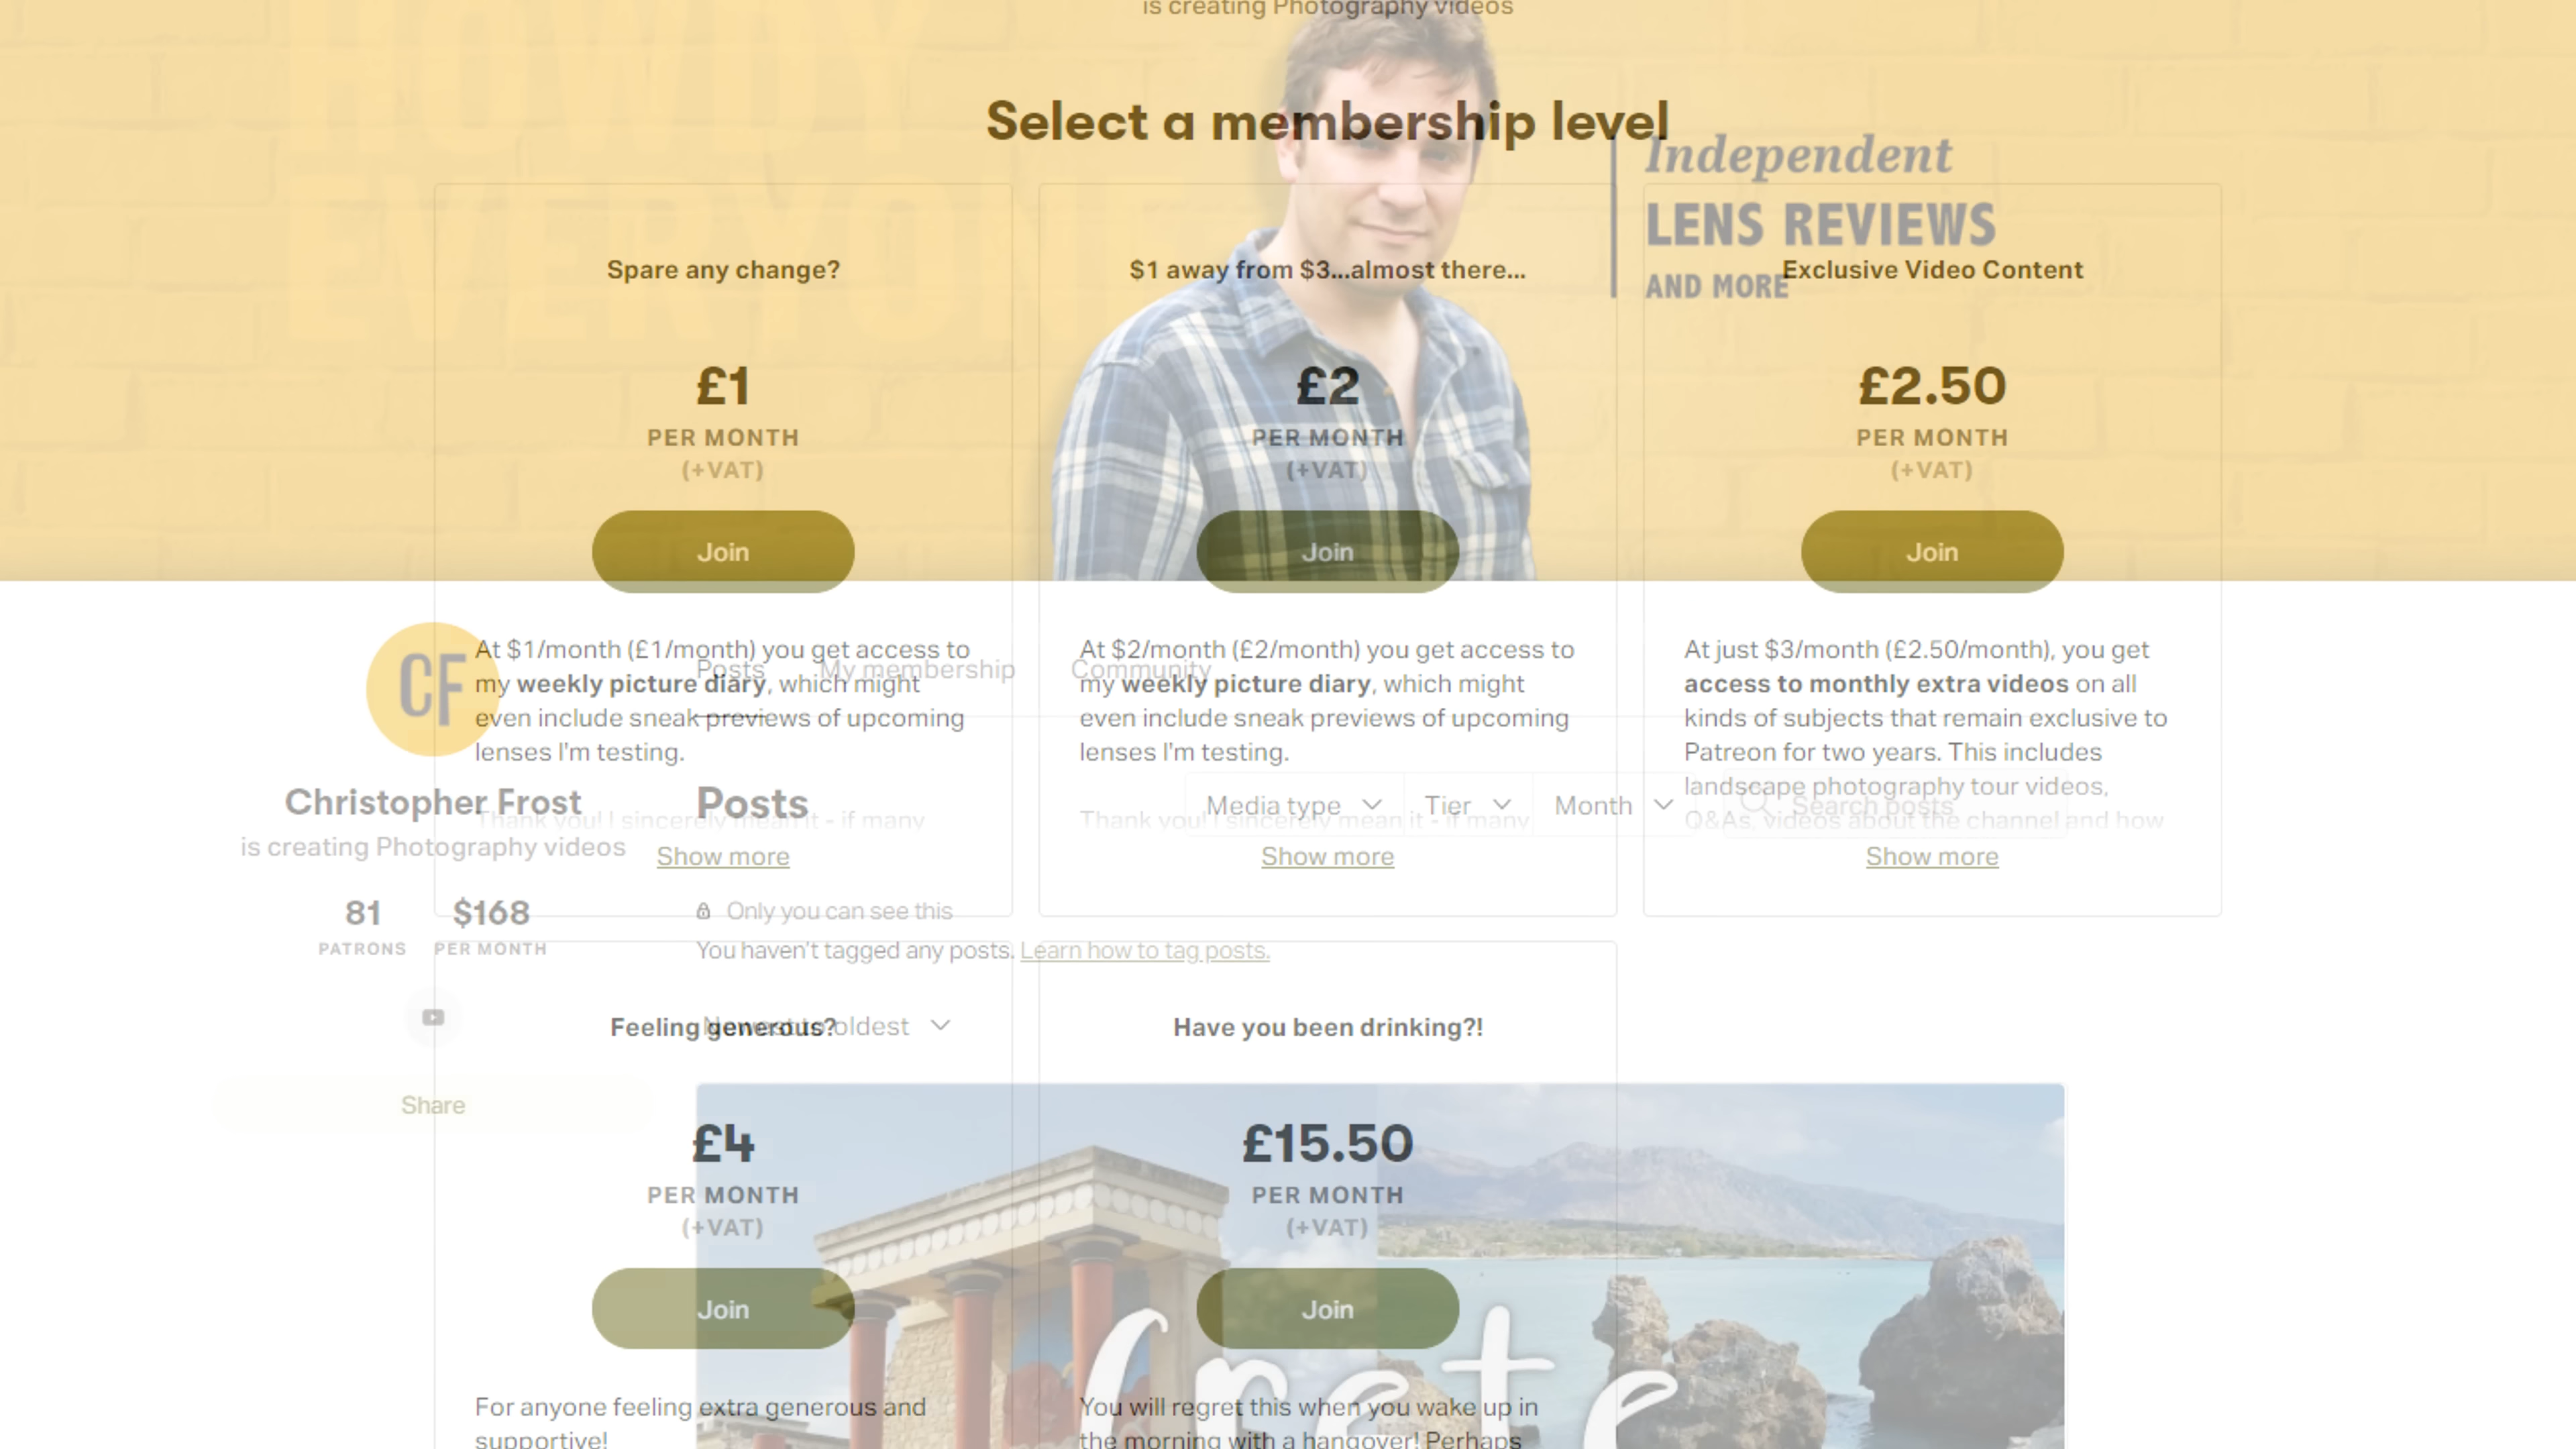 is creating Photography videos
HOWDY
EVERYONE
Select a membership level
Independent
LENS REVIEWS
AND MORE
Spare any change?
£1
PER MONTH
(+VAT)
Join
At $1/month (£1/month) you get access to
my weekly picture diary, which might
even include sneak previews of upcoming
lenses I'm testing.
Thank you! I sincerely mean it - if many
Show more
$1 away from $3...almost there...
£2
PER MONTH
(+VAT)
Join
At $2/month (£2/month) you get access to
my weekly picture diary, which might
even include sneak previews of upcoming
lenses I'm testing.
Thank you! I sincerely mean it - if many
Show more
Exclusive Video Content
£2.50
PER MONTH
(+VAT)
Join
At just $3/month (£2.50/month), you get
access to monthly extra videos on all
kinds of subjects that remain exclusive to
Patreon for two years. This includes
landscape photography tour videos,
Q&As, videos about the channel and how
Show more
CF
Christopher Frost
is creating Photography videos
81
PATRONS
$168
PER MONTH
Share
Posts
My membership
Community
Posts
Media type
Tier
Month
Search posts
Only you can see this
You haven't tagged any posts. Learn how to tag posts.
Newest to oldest
Feeling generous?
£4
PER MONTH
(+VAT)
Join
For anyone feeling extra generous and
supportive!
Have you been drinking?!
£15.50
PER MONTH
(+VAT)
Join
You will regret this when you wake up in
the morning with a hangover! Perhaps
Crete